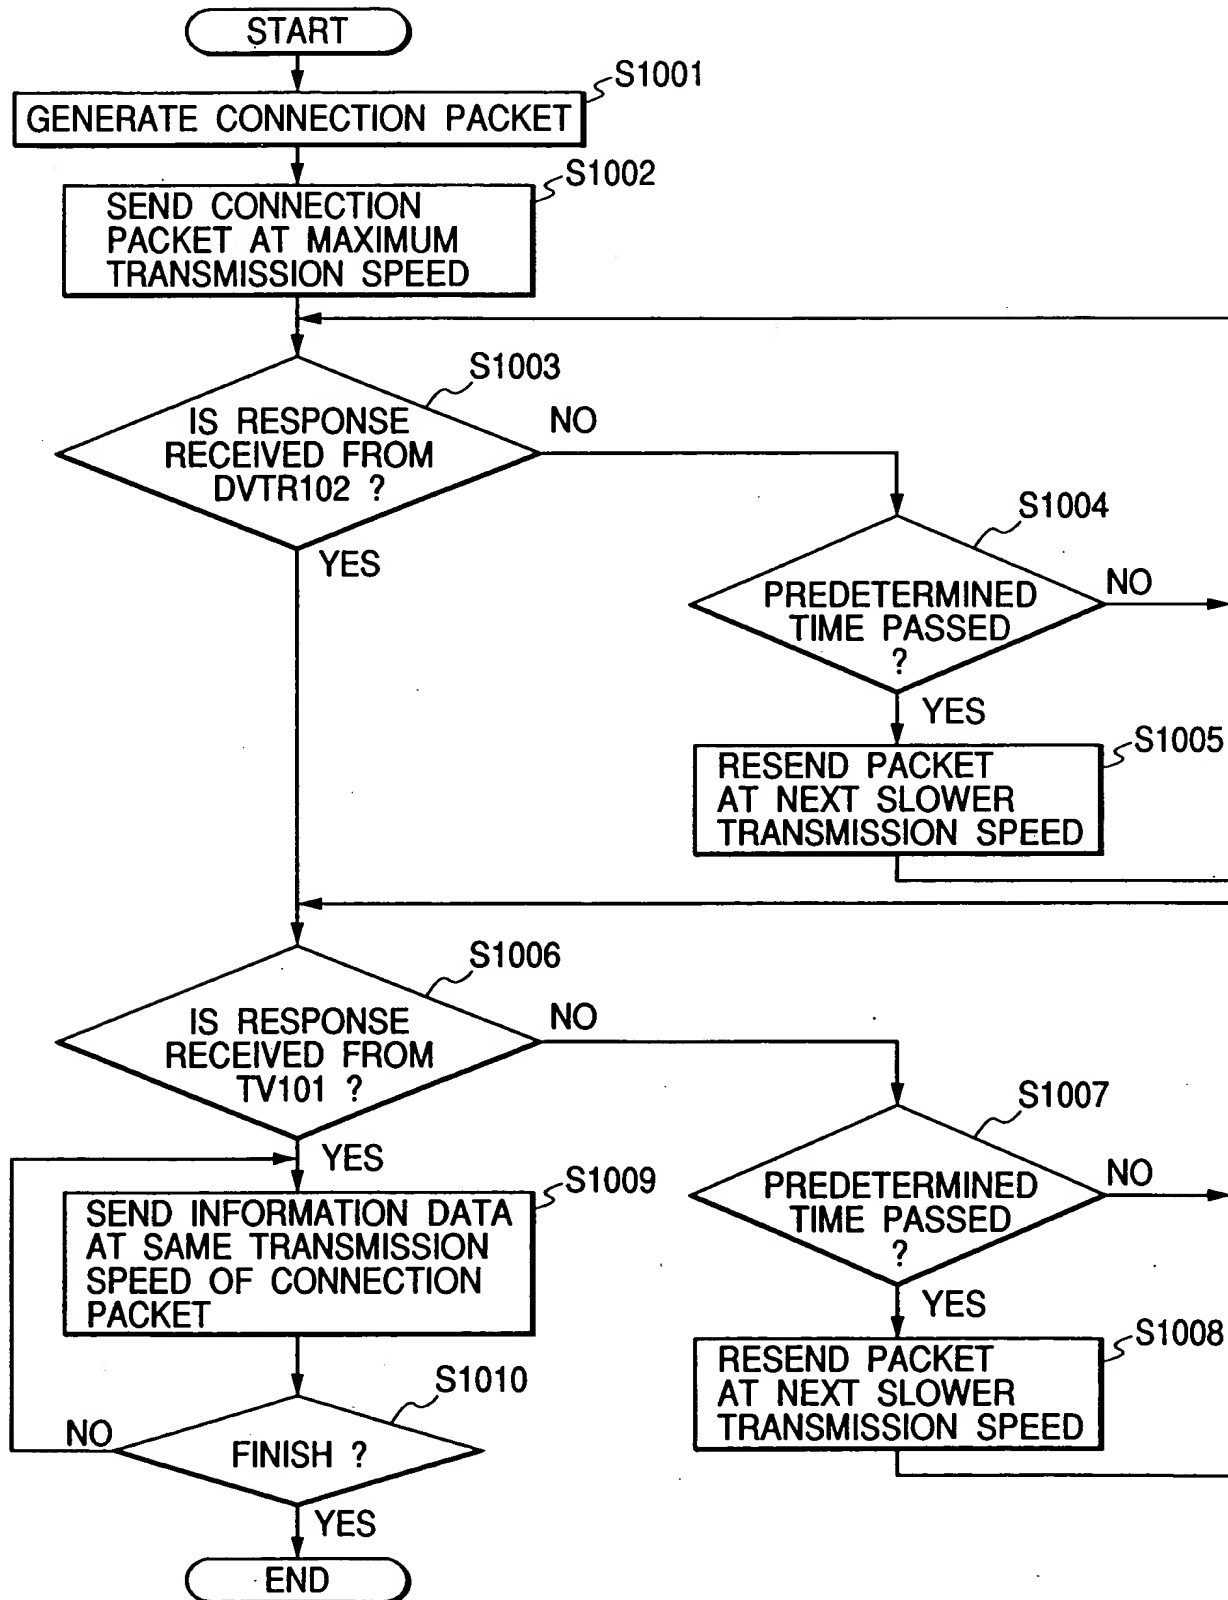 START
S1001
GENERATE CONNECTION PACKET
S1002
SEND CONNECTION
PACKET AT MAXIMUM
TRANSMISSION SPEED
S1003
IS RESPONSE
RECEIVED FROM
DVTR102 ?
NO
YES
S1004
PREDETERMINED
TIME PASSED
?
NO
YES
S1005
RESEND PACKET
AT NEXT SLOWER
TRANSMISSION SPEED
S1006
IS RESPONSE
RECEIVED FROM
TV101 ?
NO
YES
S1007
PREDETERMINED
TIME PASSED
?
NO
YES
S1008
RESEND PACKET
AT NEXT SLOWER
TRANSMISSION SPEED
S1009
SEND INFORMATION DATA
AT SAME TRANSMISSION
SPEED OF CONNECTION
PACKET
S1010
FINISH ?
NO
YES
END